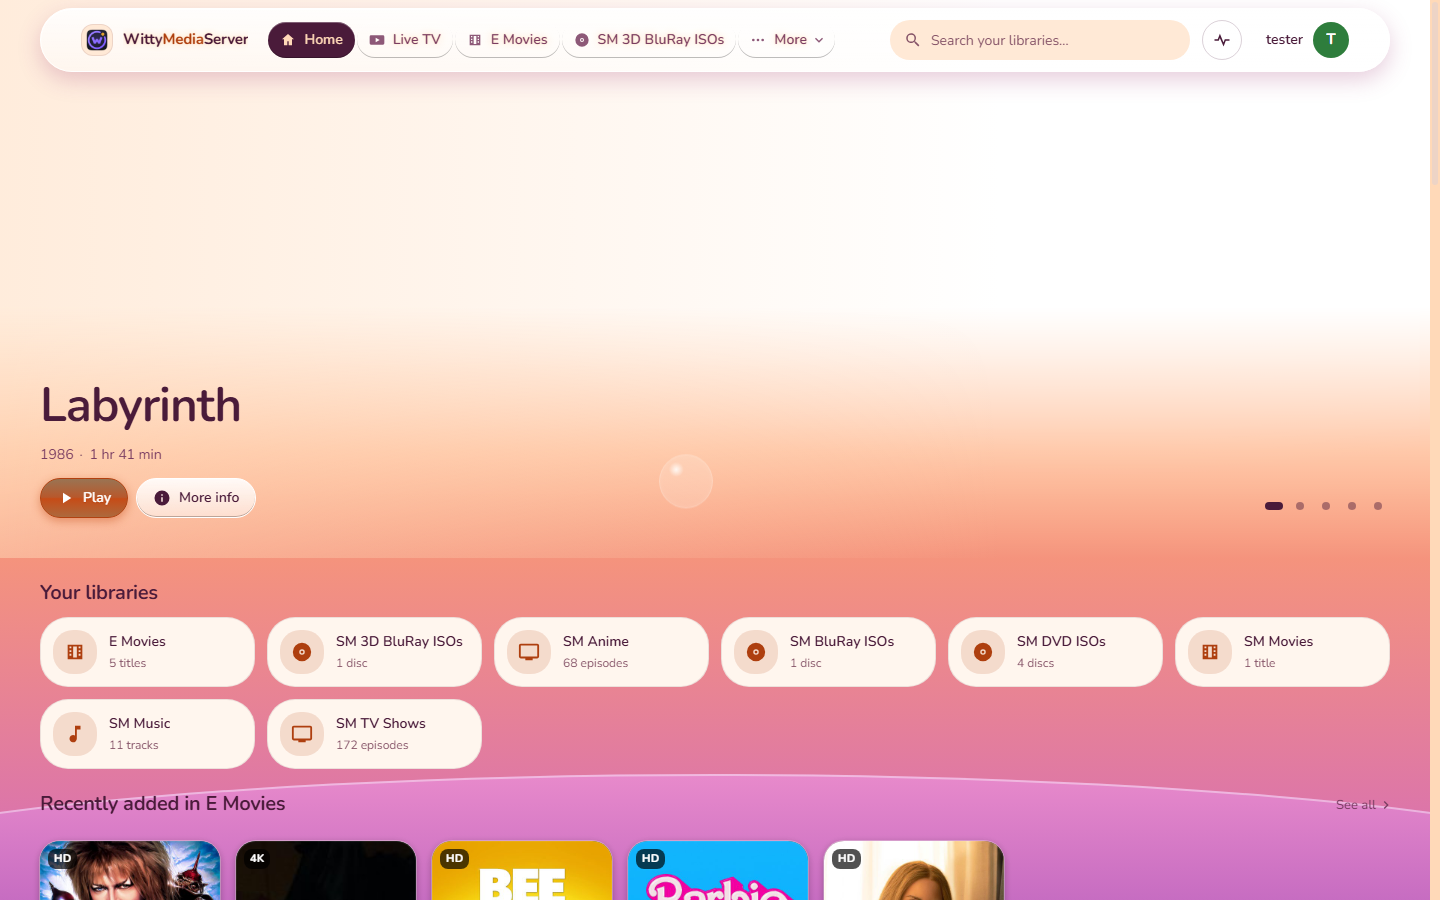 WittyMediaServer
Home
Live TV
E Movies
SM 3D BluRay ISOs
More
Search your libraries...
tester
T
Labyrinth
1986 · 1 hr 41 min
Play
More info
Your libraries
E Movies
5 titles
SM 3D BluRay ISOs
1 disc
SM Anime
68 episodes
SM BluRay ISOs
1 disc
SM DVD ISOs
4 discs
SM Movies
1 title
SM Music
11 tracks
SM TV Shows
172 episodes
Recently added in E Movies
See all
HD
4K
HD
BEE
HD
Barbie
HD